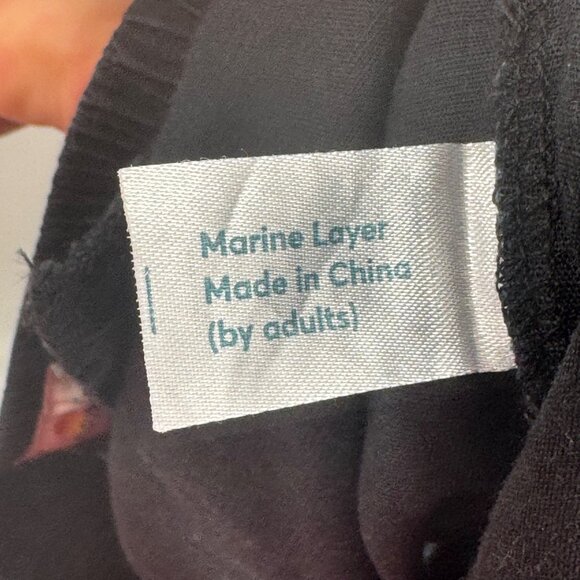 Marine Layer
Made in China
(by adults)